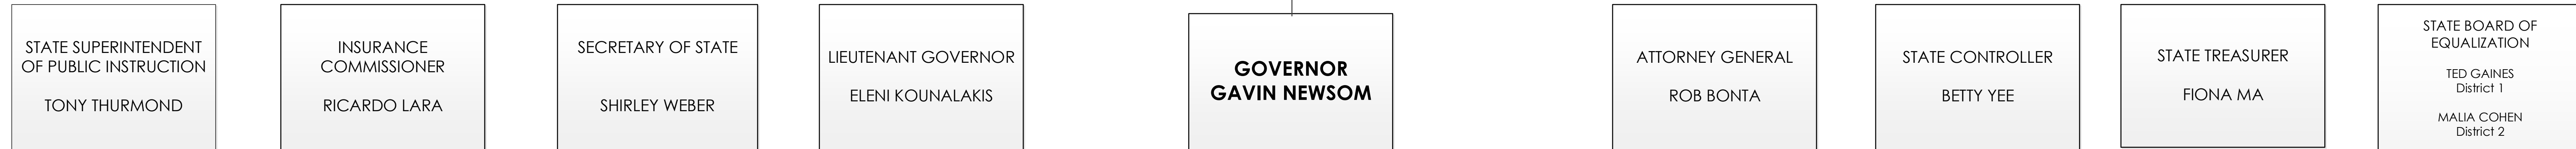 STATE SUPERINTENDENT
OF PUBLIC INSTRUCTION
TONY THURMOND
INSURANCE
COMMISSIONER
RICARDO LARA
SECRETARY OF STATE
SHIRLEY WEBER
LIEUTENANT GOVERNOR
ELENI KOUNALAKIS
GOVERNOR
GAVIN NEWSOM
ATTORNEY GENERAL
ROB BONTA
STATE CONTROLLER
BETTY YEE
STATE TREASURER
FIONA MA
STATE BOARD OF
EQUALIZATION
TED GAINES
District 1
MALIA COHEN
District 2